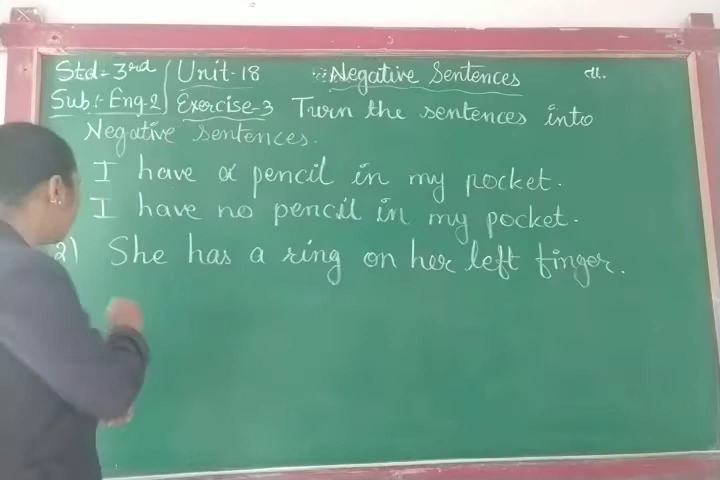 Std- 3rd Unit-18 Negative Sentences dt.
Sub:- Eng.2 Exercise-3 Turn the sentences into
Negative sentences.
I have a pencil in my pocket.
I have no pencil in my pocket.
2) She has a ring on her left finger.